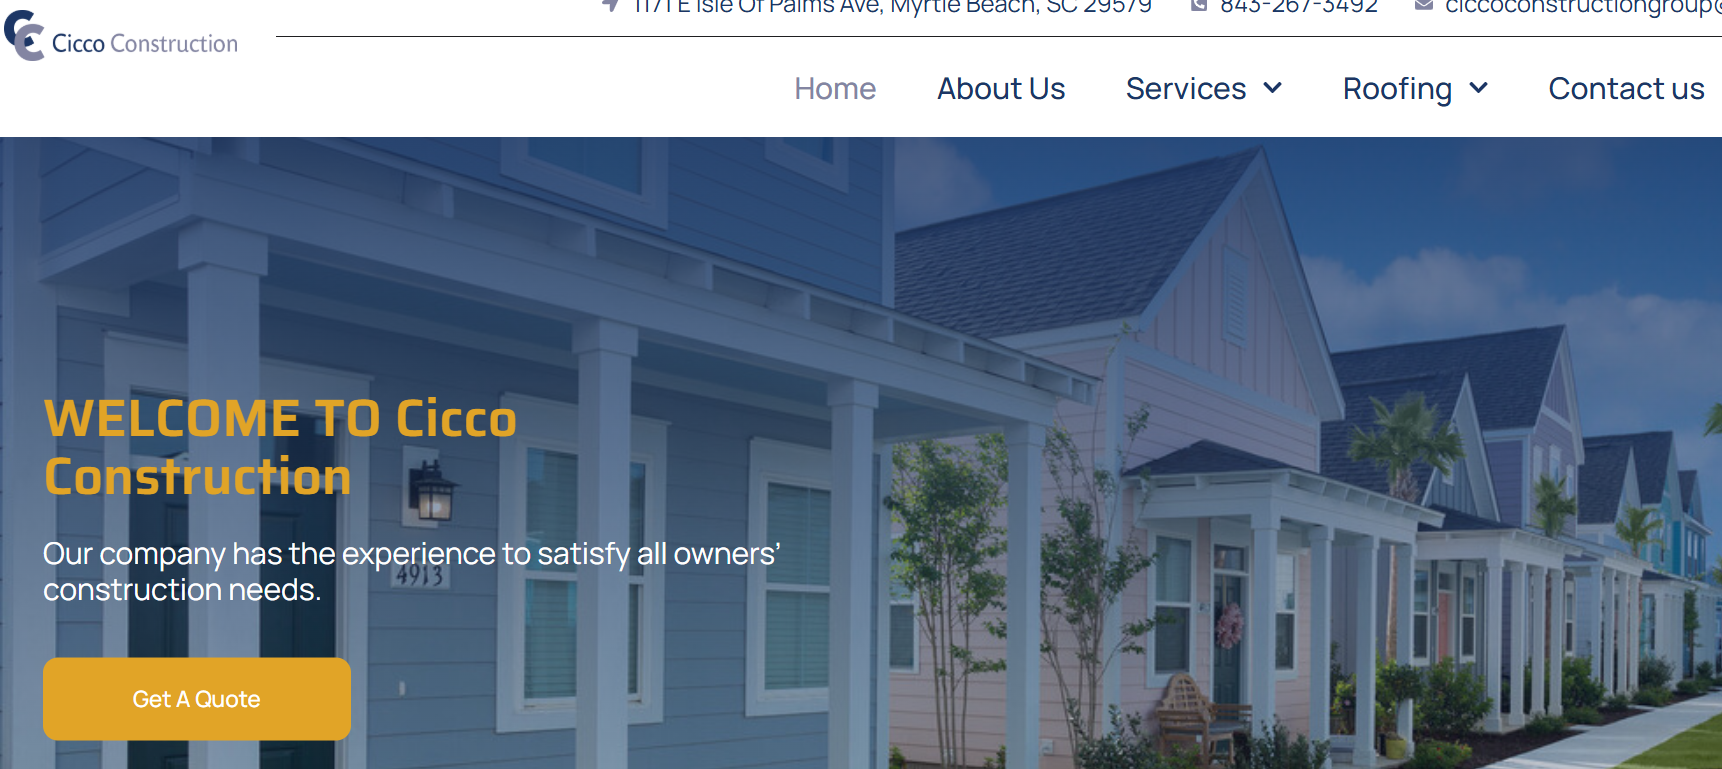 1171 E Isle Of Palms Ave, Myrtle Beach, SC 29579 843-267-3492 ciccoconstructiongroup@
Cicco Construction
Home About Us Services Roofing Contact us
WELCOME TO Cicco
Construction
Our company has the experience to satisfy all owners’
construction needs.
4913
Get A Quote